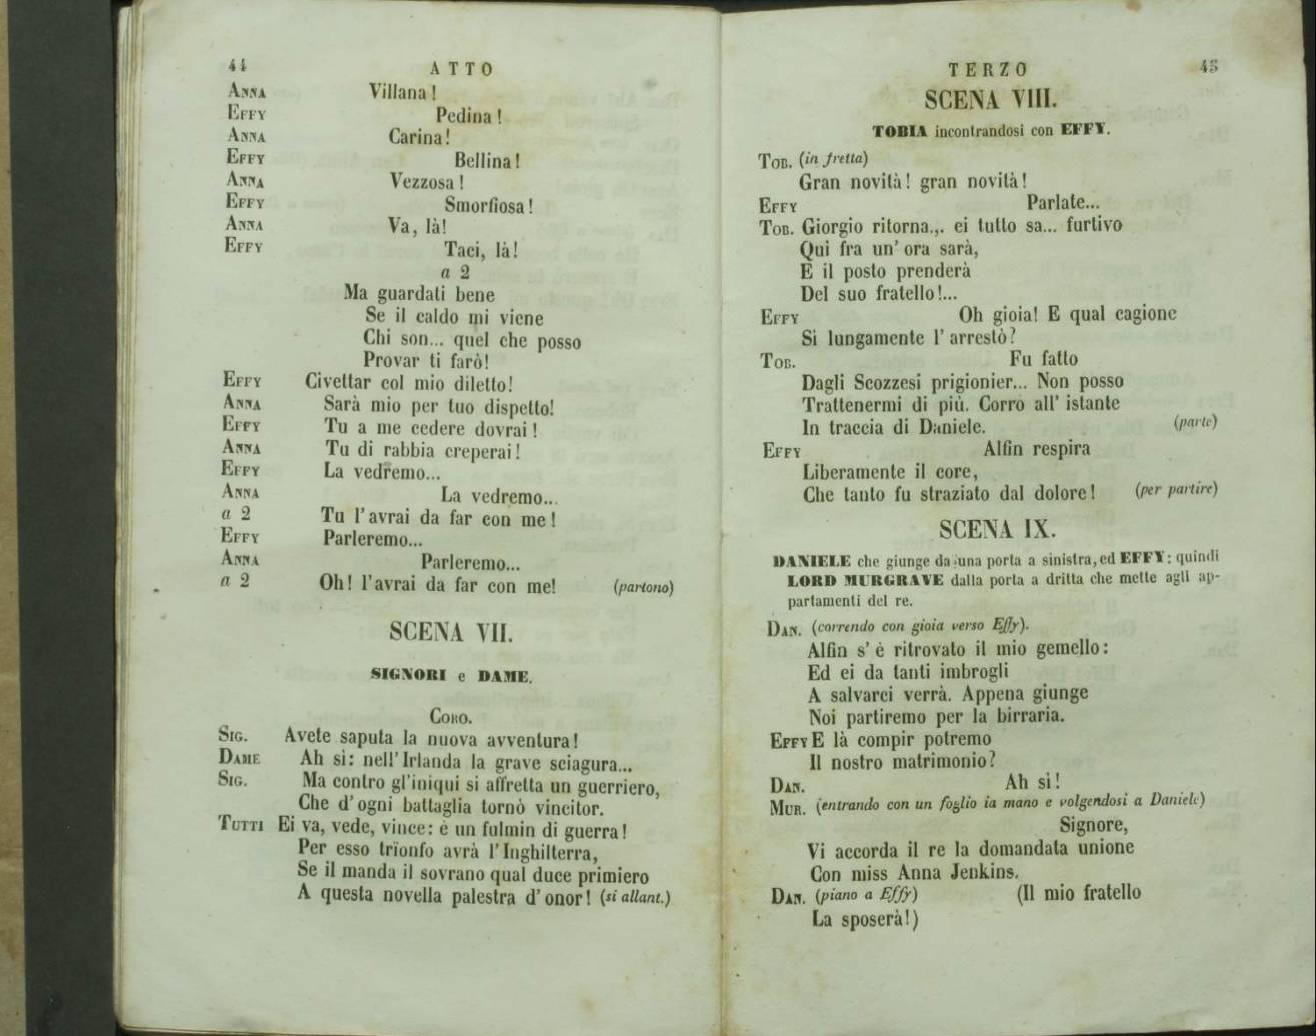 44
ATTO
ANNA Villana!
EFFY Pedina!
ANNA Carina!
EFFY Bellina!
ANNA Vezzosa!
EFFY Smorfiosa!
ANNA Va, là!
EFFY Taci, là!
a 2
Ma guardati bene
Se il caldo mi viene
Chi son... quel che posso
Provar ti farò!
EFFY Civettar col mio diletto!
ANNA Sarà mio per tuo dispetto!
EFFY Tu a me cedere dovrai!
ANNA Tu di rabbia creperai!
EFFY La vedremo...
ANNA La vedremo...
a 2 Tu l'avrai da far con me!
EFFY Parleremo...
ANNA Parleremo...
a 2 Oh! l'avrai da far con me! (partono)
SCENA VII.
SIGNORI e DAME.
CORO.
SIG. Avete saputa la nuova avventura!
DAME Ah sì: nell'Irlanda la grave sciagura...
SIG. Ma contro gl'iniqui si affretta un guerriero,
Che d'ogni battaglia tornò vincitor.
TUTTI Ei va, vede, vince: è un fulmin di guerra!
Per esso trïonfo avrà l'Inghilterra,
Se il manda il sovrano qual duce primiero
A questa novella palestra d'onor! (si allant.)
TERZO
45
SCENA VIII.
TOBIA incontrandosi con EFFY.
TOB. (in fretta)
Gran novità! gran novità!
EFFY Parlate...
TOB. Giorgio ritorna.,. ei tutto sa... furtivo
Qui fra un' ora sarà,
E il posto prenderà
Del suo fratello!...
EFFY Oh gioia! E qual cagione
Sì lungamente l'arrestò?
TOB. Fu fatto
Dagli Scozzesi prigionier... Non posso
Trattenermi di più. Corro all' istante
In traccia di Daniele. (parte)
EFFY Alfin respira
Liberamente il core,
Che tanto fu straziato dal dolore! (per partire)
SCENA IX.
DANIELE che giunge da una porta a sinistra, ed EFFY: quindi
LORD MURGRAVE dalla porta a dritta che mette agli ap-
partamenti del re.
DAN. (correndo con gioia verso Effy).
Alfin s' è ritrovato il mio gemello:
Ed ei da tanti imbrogli
A salvarci verrà. Appena giunge
Noi partiremo per la birraria.
EFFY E là compir potremo
Il nostro matrimonio?
DAN. Ah sì!
MUR. (entrando con un foglio ia mano e volgendosi a Daniele)
Signore,
Vi accorda il re la domandata unione
Con miss Anna Jenkins.
DAN. (piano a Effy) (Il mio fratello
La sposerà!)